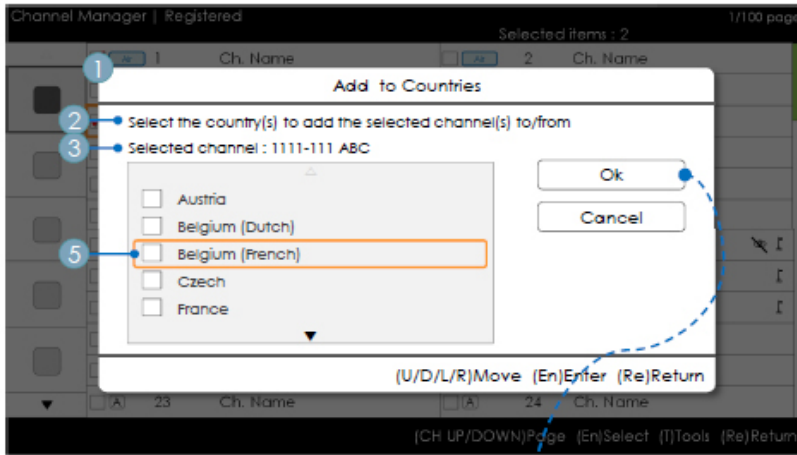 Channel Manager | Registered
1/100 page
Selected items : 2
Air 1 Ch. Name Air 2 Ch. Name
1
Add to Countries
2 Select the country(s) to add the selected channel(s) to/from
3 Selected channel : 1111-111 ABC
Ok
Austria
Cancel
Belgium (Dutch)
5 Belgium (French)
Czech
France
(U/D/L/R)Move (En)Enter (Re)Return
A 23 Ch. Name A 24 Ch. Name
(CH UP/DOWN)Page (En)Select (T)Tools (Re)Return